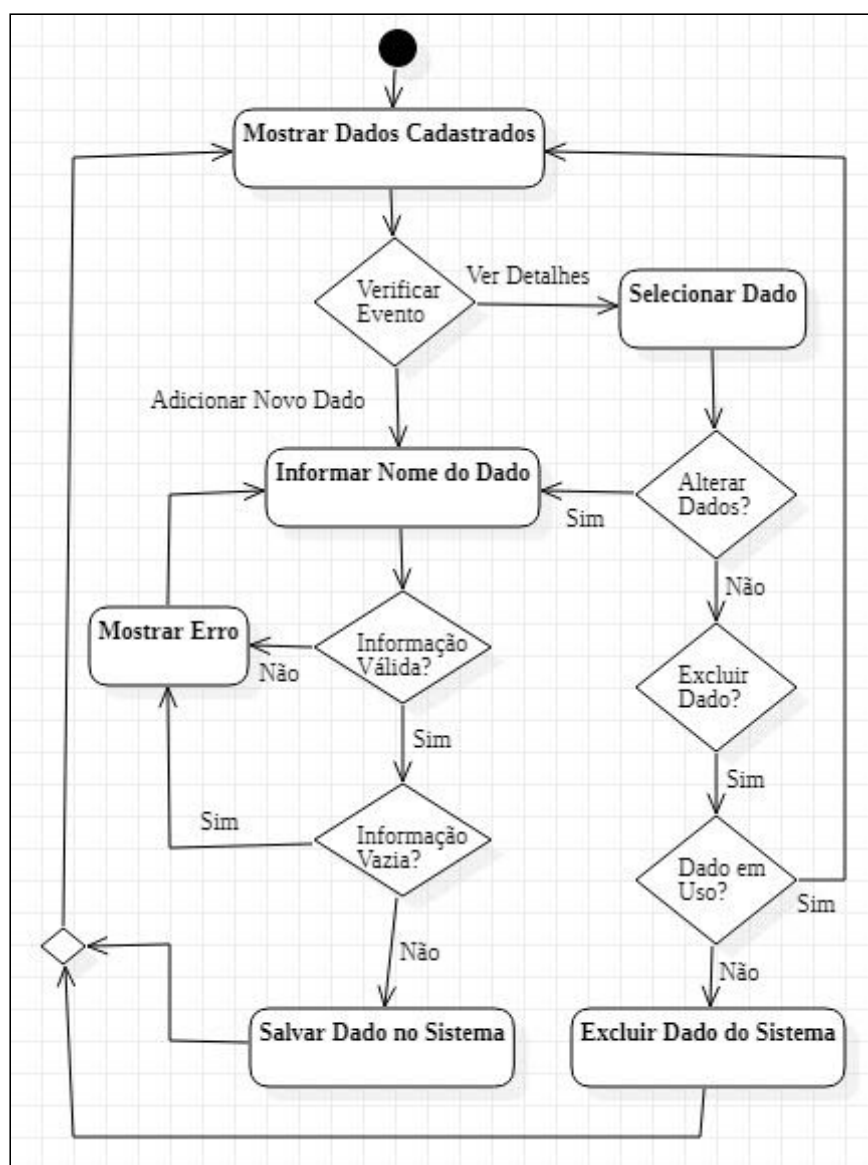 Mostrar Dados Cadastrados
Verificar
Evento
Ver Detalhes
Selecionar Dado
Adicionar Novo Dado
Informar Nome do Dado
Sim
Alterar
Dados?
Não
Mostrar Erro
Não
Informação
Válida?
Excluir
Dado?
Sim
Sim
Sim
Informação
Vazia?
Dado em
Uso?
Sim
Não
Não
Salvar Dado no Sistema
Excluir Dado do Sistema